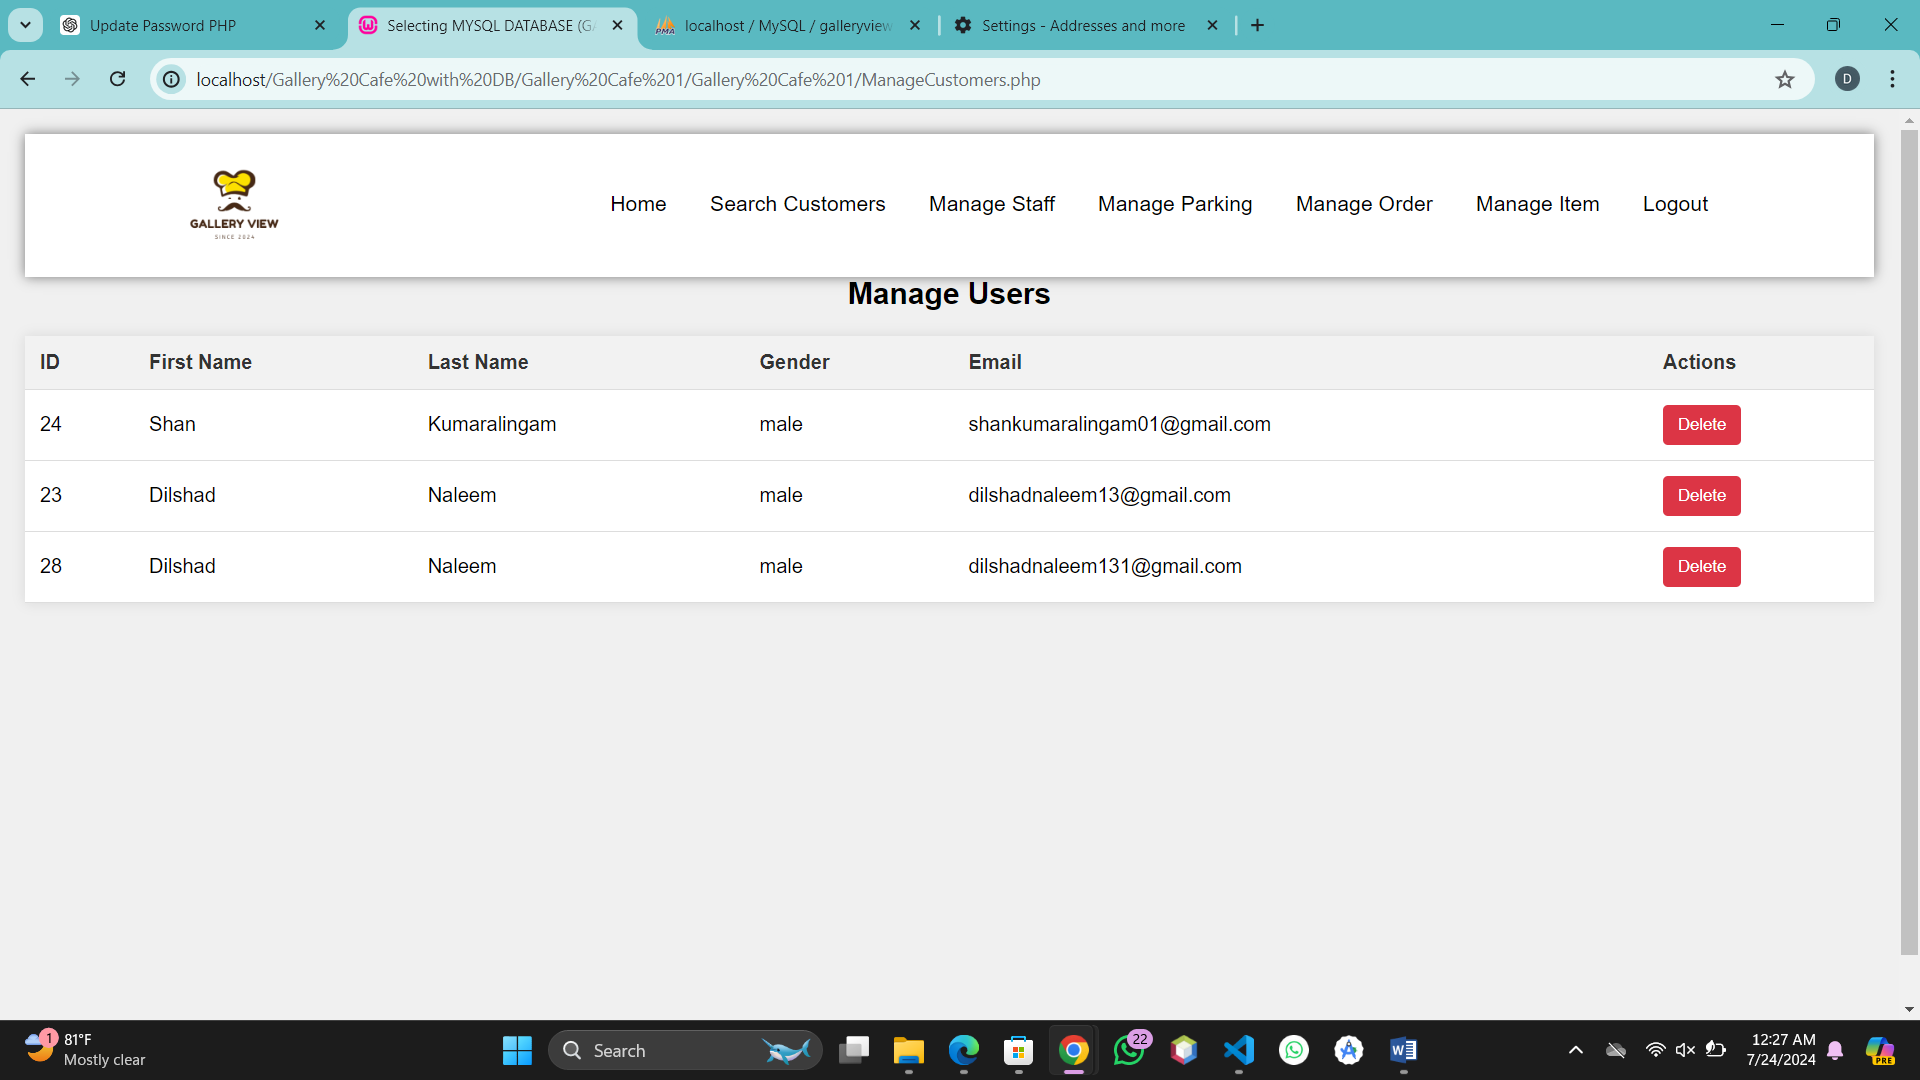 Update Password PHP
Selecting MYSQL DATABASE (GA
localhost / MySQL / galleryview
Settings - Addresses and more
localhost/Gallery%20Cafe%20with%20DB/Gallery%20Cafe%201/Gallery%20Cafe%201/ManageCustomers.php
D
GALLERY VIEW
SINCE 2024
Home Search Customers Manage Staff Manage Parking Manage Order Manage Item Logout
Manage Users
ID First Name Last Name Gender Email Actions
24 Shan Kumaralingam male shankumaralingam01@gmail.com Delete
23 Dilshad Naleem male dilshadnaleem13@gmail.com Delete
28 Dilshad Naleem male dilshadnaleem131@gmail.com Delete
1
81°F
Mostly clear
Search
22
12:27 AM
7/24/2024
PRE